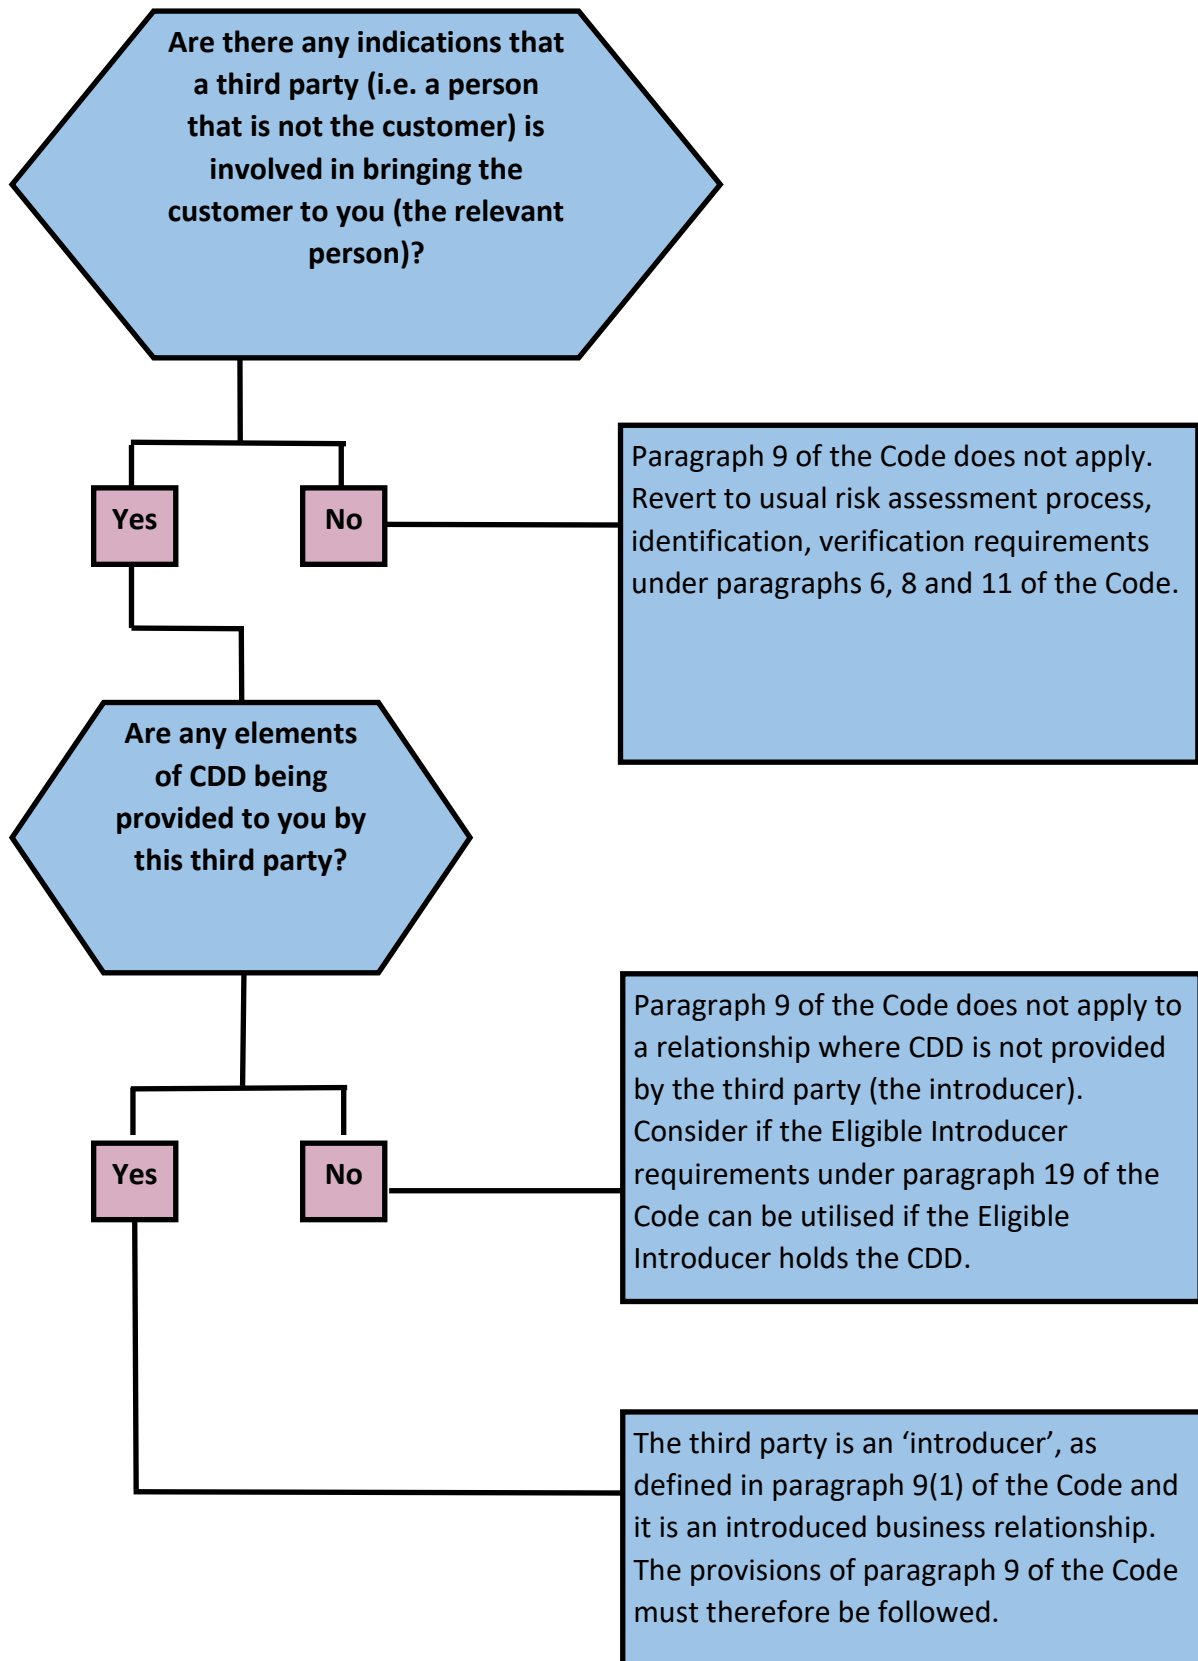 Are there any indications that
a third party (i.e. a person
that is not the customer) is
involved in bringing the
customer to you (the relevant
person)?
Yes
No
Paragraph 9 of the Code does not apply.
Revert to usual risk assessment process,
identification, verification requirements
under paragraphs 6, 8 and 11 of the Code.
Are any elements
of CDD being
provided to you by
this third party?
Yes
No
Paragraph 9 of the Code does not apply to
a relationship where CDD is not provided
by the third party (the introducer).
Consider if the Eligible Introducer
requirements under paragraph 19 of the
Code can be utilised if the Eligible
Introducer holds the CDD.
The third party is an ‘introducer’, as
defined in paragraph 9(1) of the Code and
it is an introduced business relationship.
The provisions of paragraph 9 of the Code
must therefore be followed.